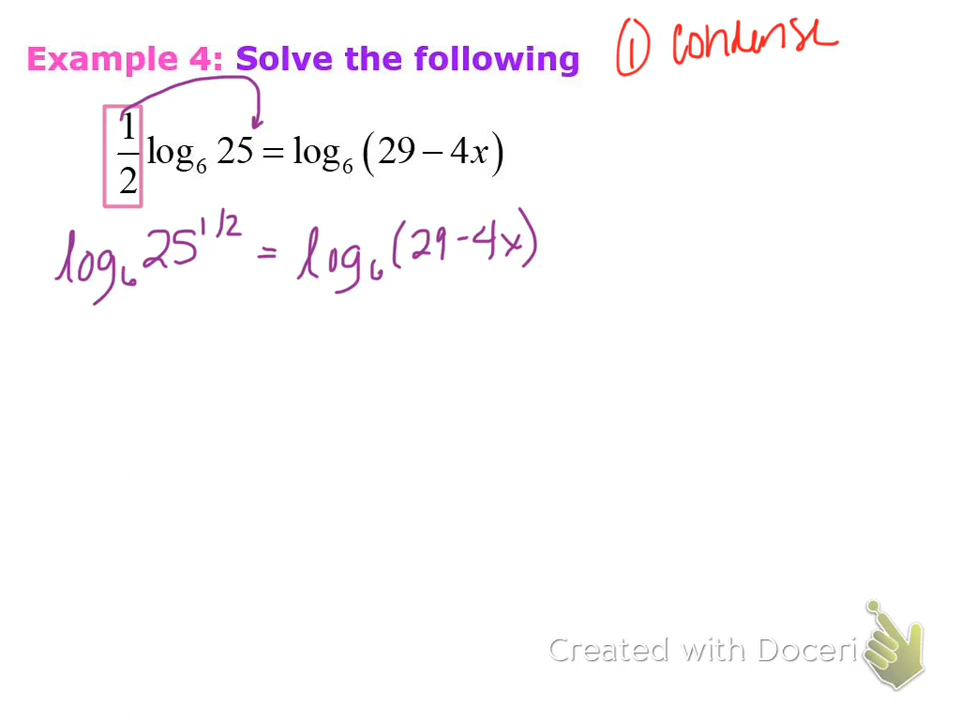 Example 4: Solve the following ① condense
1/2 log₆ 25 = log₆ (29 − 4x)
log₆ 25^1/2 = log₆ (29-4x)
Created with Doceri